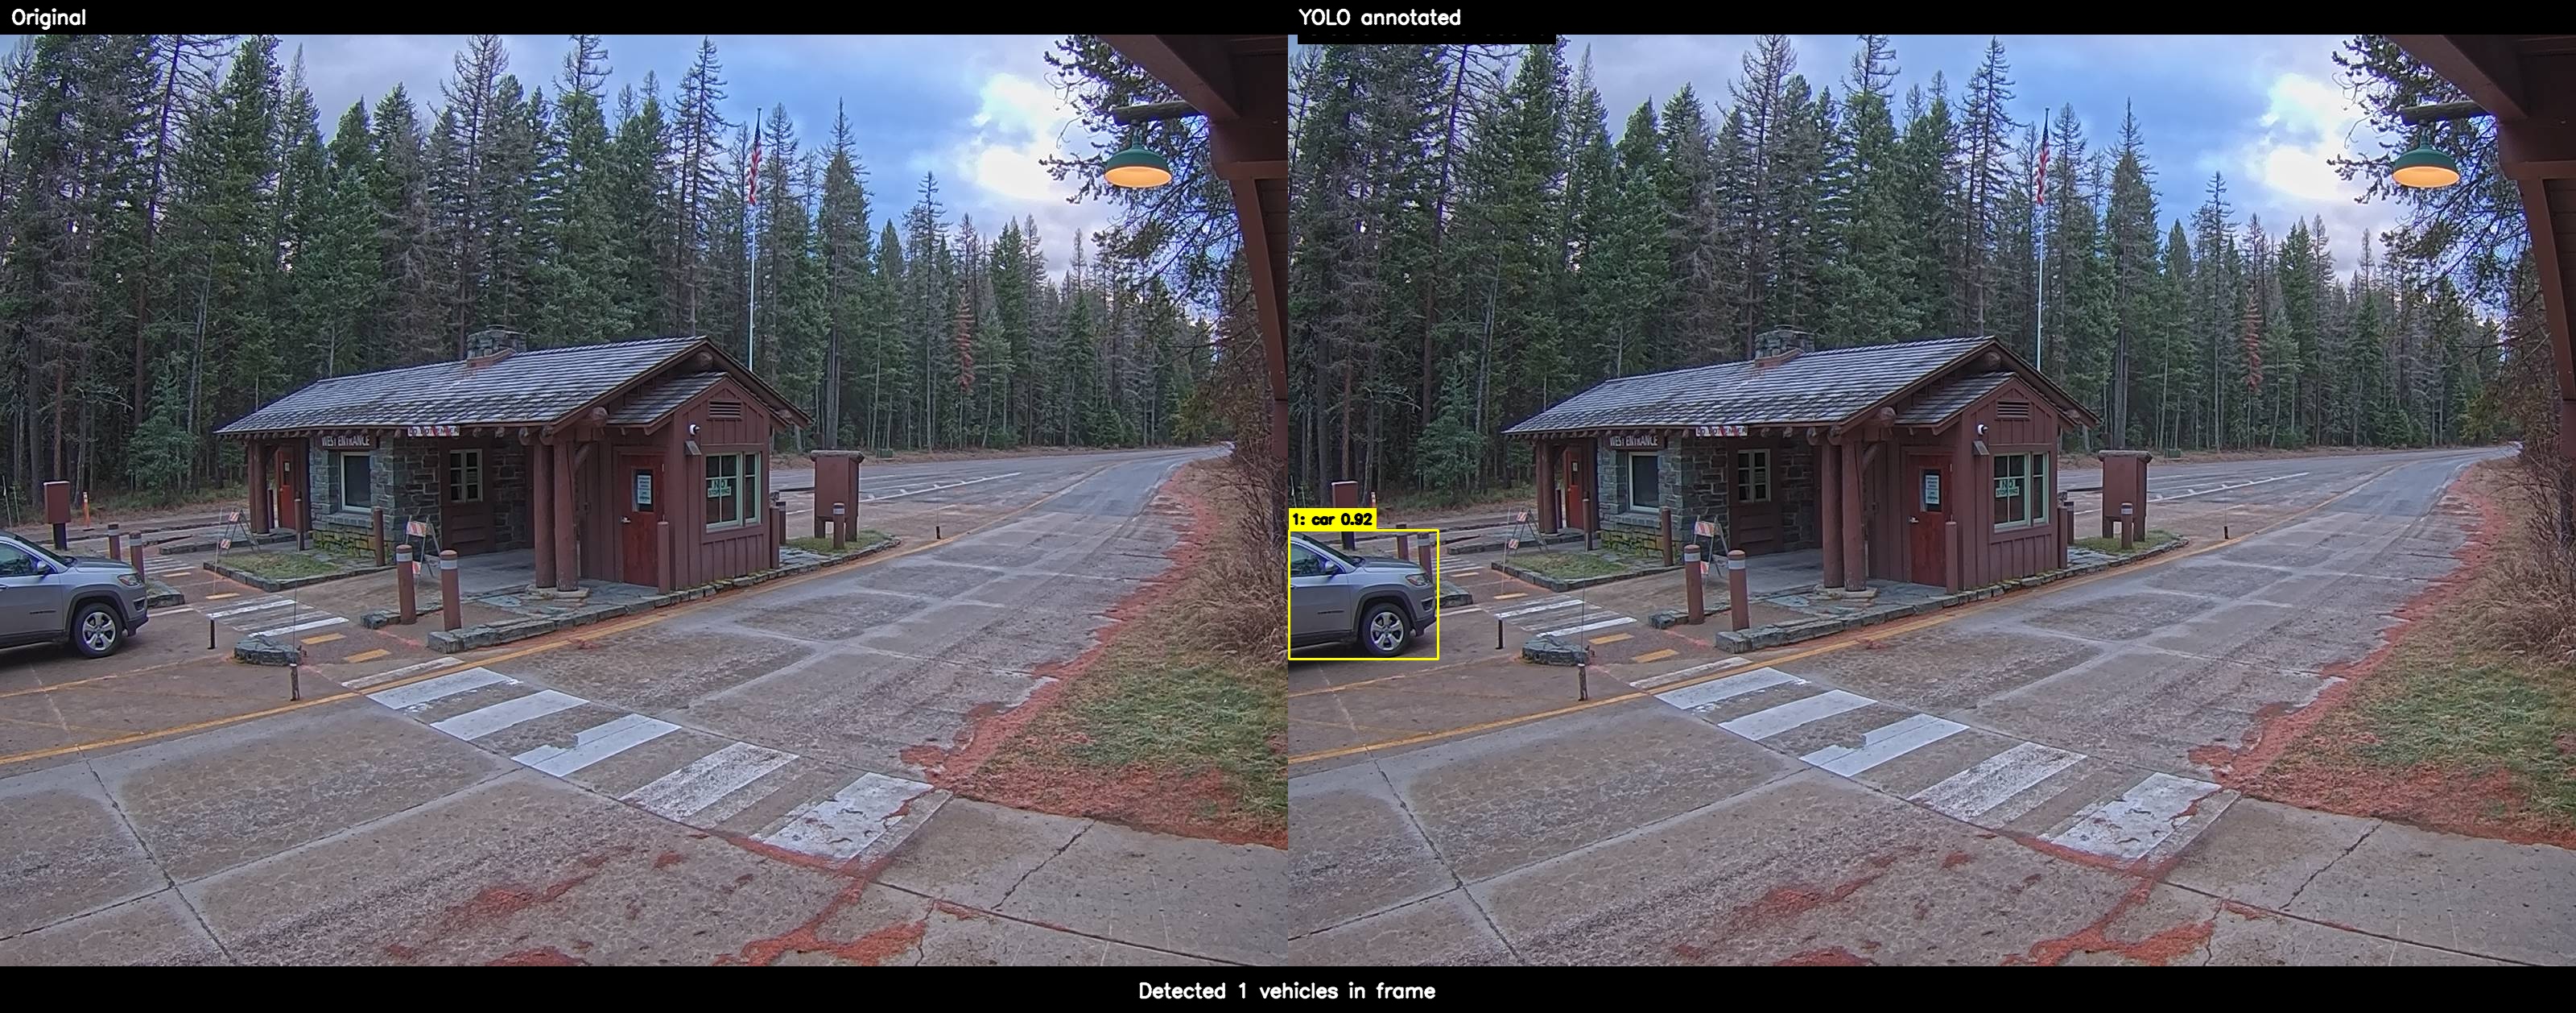 Original
YOLO annotated
WEST ENTRANCE
WEST ENTRANCE
1: car 0.92
Detected 1 vehicles in frame